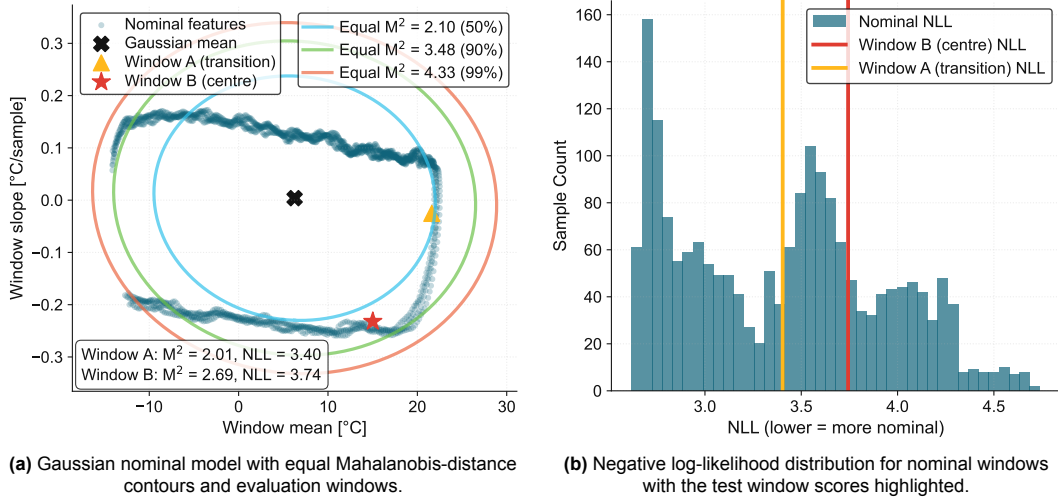 Nominal features
Gaussian mean
Window A (transition)
Window B (centre)
Equal M² = 2.10 (50%)
Equal M² = 3.48 (90%)
Equal M² = 4.33 (99%)
Window slope [°C/sample]
0.3
0.2
0.1
0.0
−0.1
−0.2
−0.3
Window A: M² = 2.01, NLL = 3.40
Window B: M² = 2.69, NLL = 3.74
−10
0
10
20
30
Window mean [°C]
(a) Gaussian nominal model with equal Mahalanobis-distance
contours and evaluation windows.
Nominal NLL
Window B (centre) NLL
Window A (transition) NLL
Sample Count
160
140
120
100
80
60
40
20
0
3.0
3.5
4.0
4.5
NLL (lower = more nominal)
(b) Negative log-likelihood distribution for nominal windows
with the test window scores highlighted.